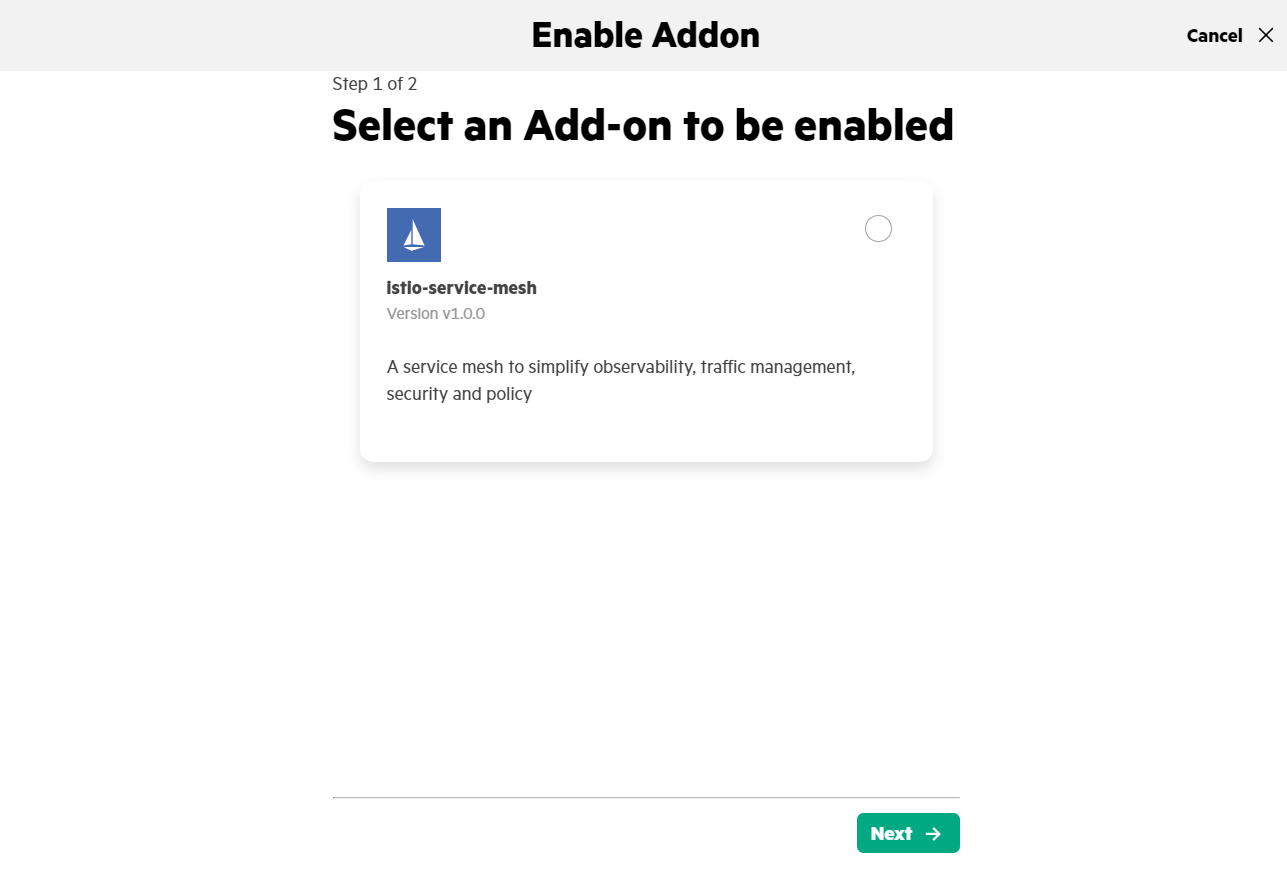 Enable Addon
Cancel
Step 1 of 2
Select an Add-on to be enabled
istio-service-mesh
Version v1.0.0
A service mesh to simplify observability, traffic management,
security and policy
Next